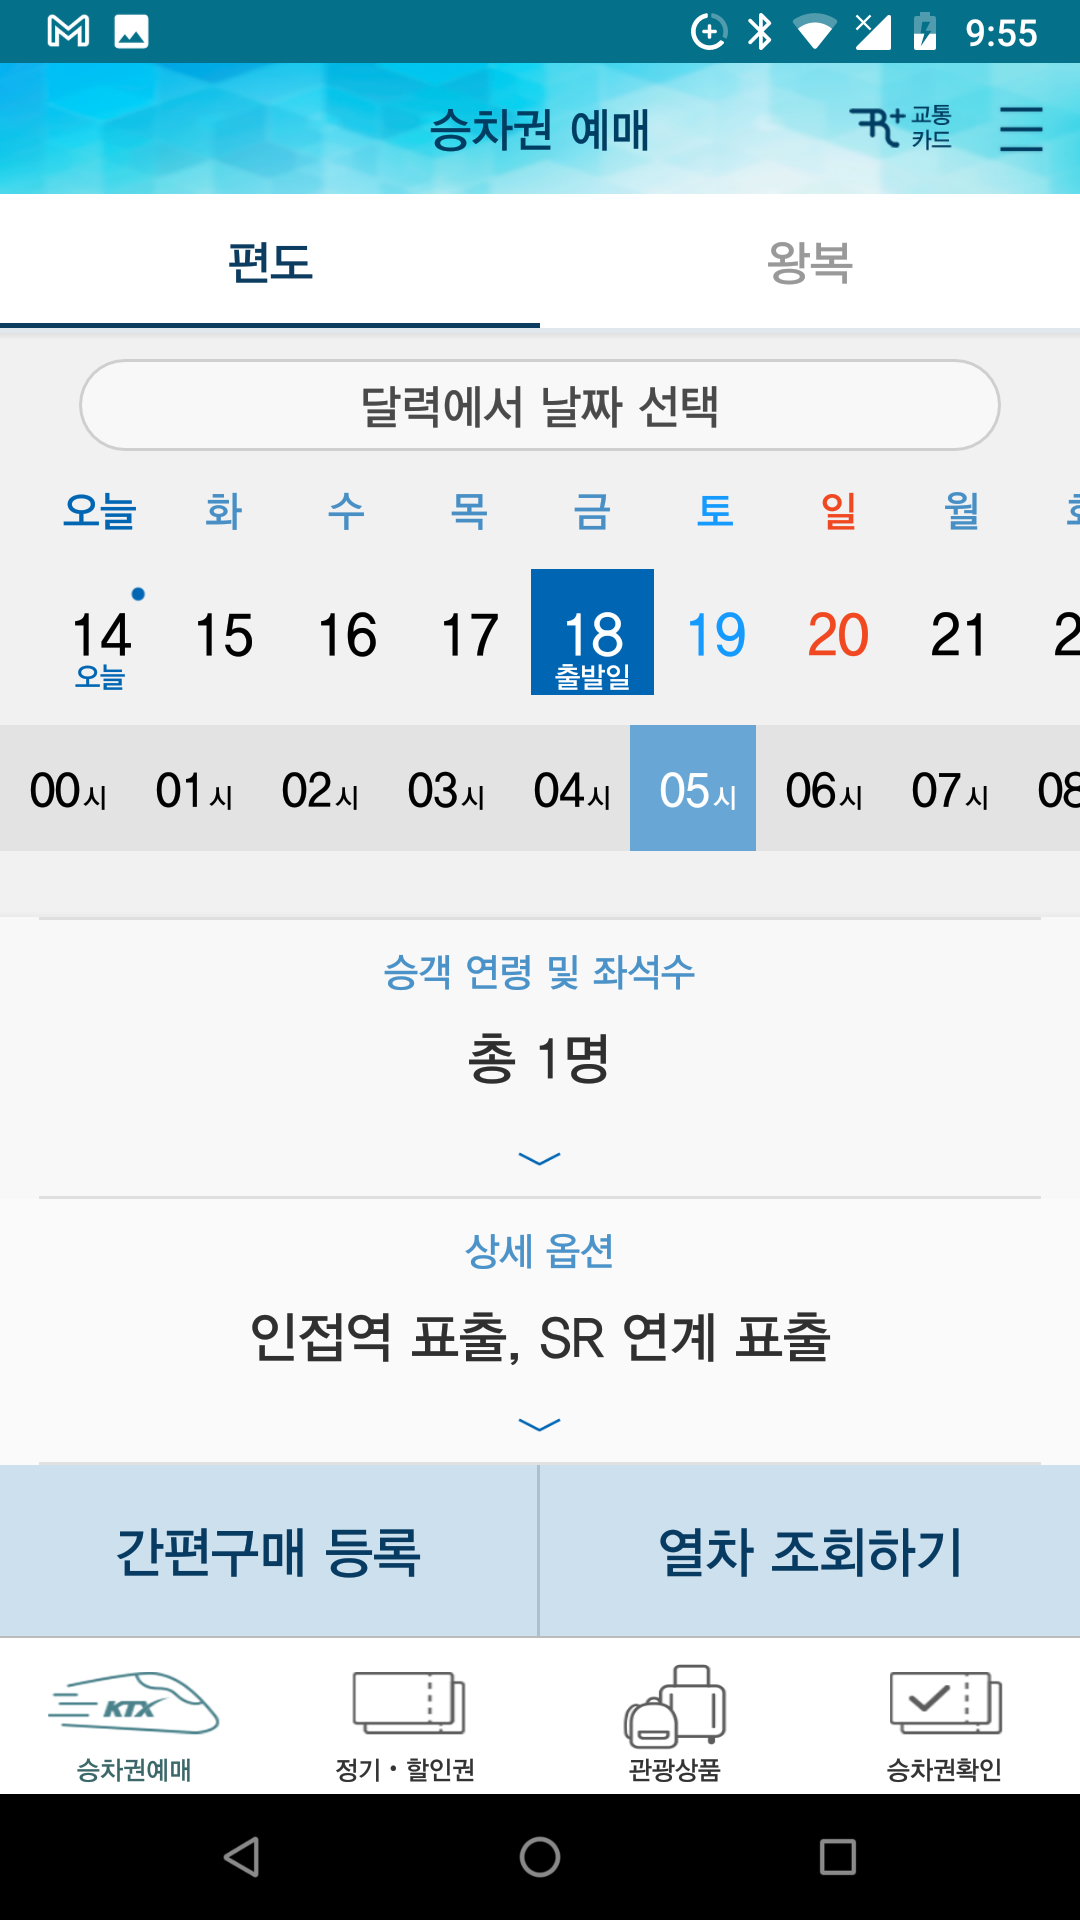 9:55
승차권 예매
R+ 교통
카드
편도 왕복
달력에서 날짜 선택
오늘 화 수 목 금 토 일 월
14 15 16 17 18 19 20 21
오늘 출발일
00시 01시 02시 03시 04시 05시 06시 07시 08
승객 연령 및 좌석수
총 1명
상세 옵션
인접역 표출, SR 연계 표출
간편구매 등록 열차 조회하기
KTX
승차권예매 정기·할인권 관광상품 승차권확인